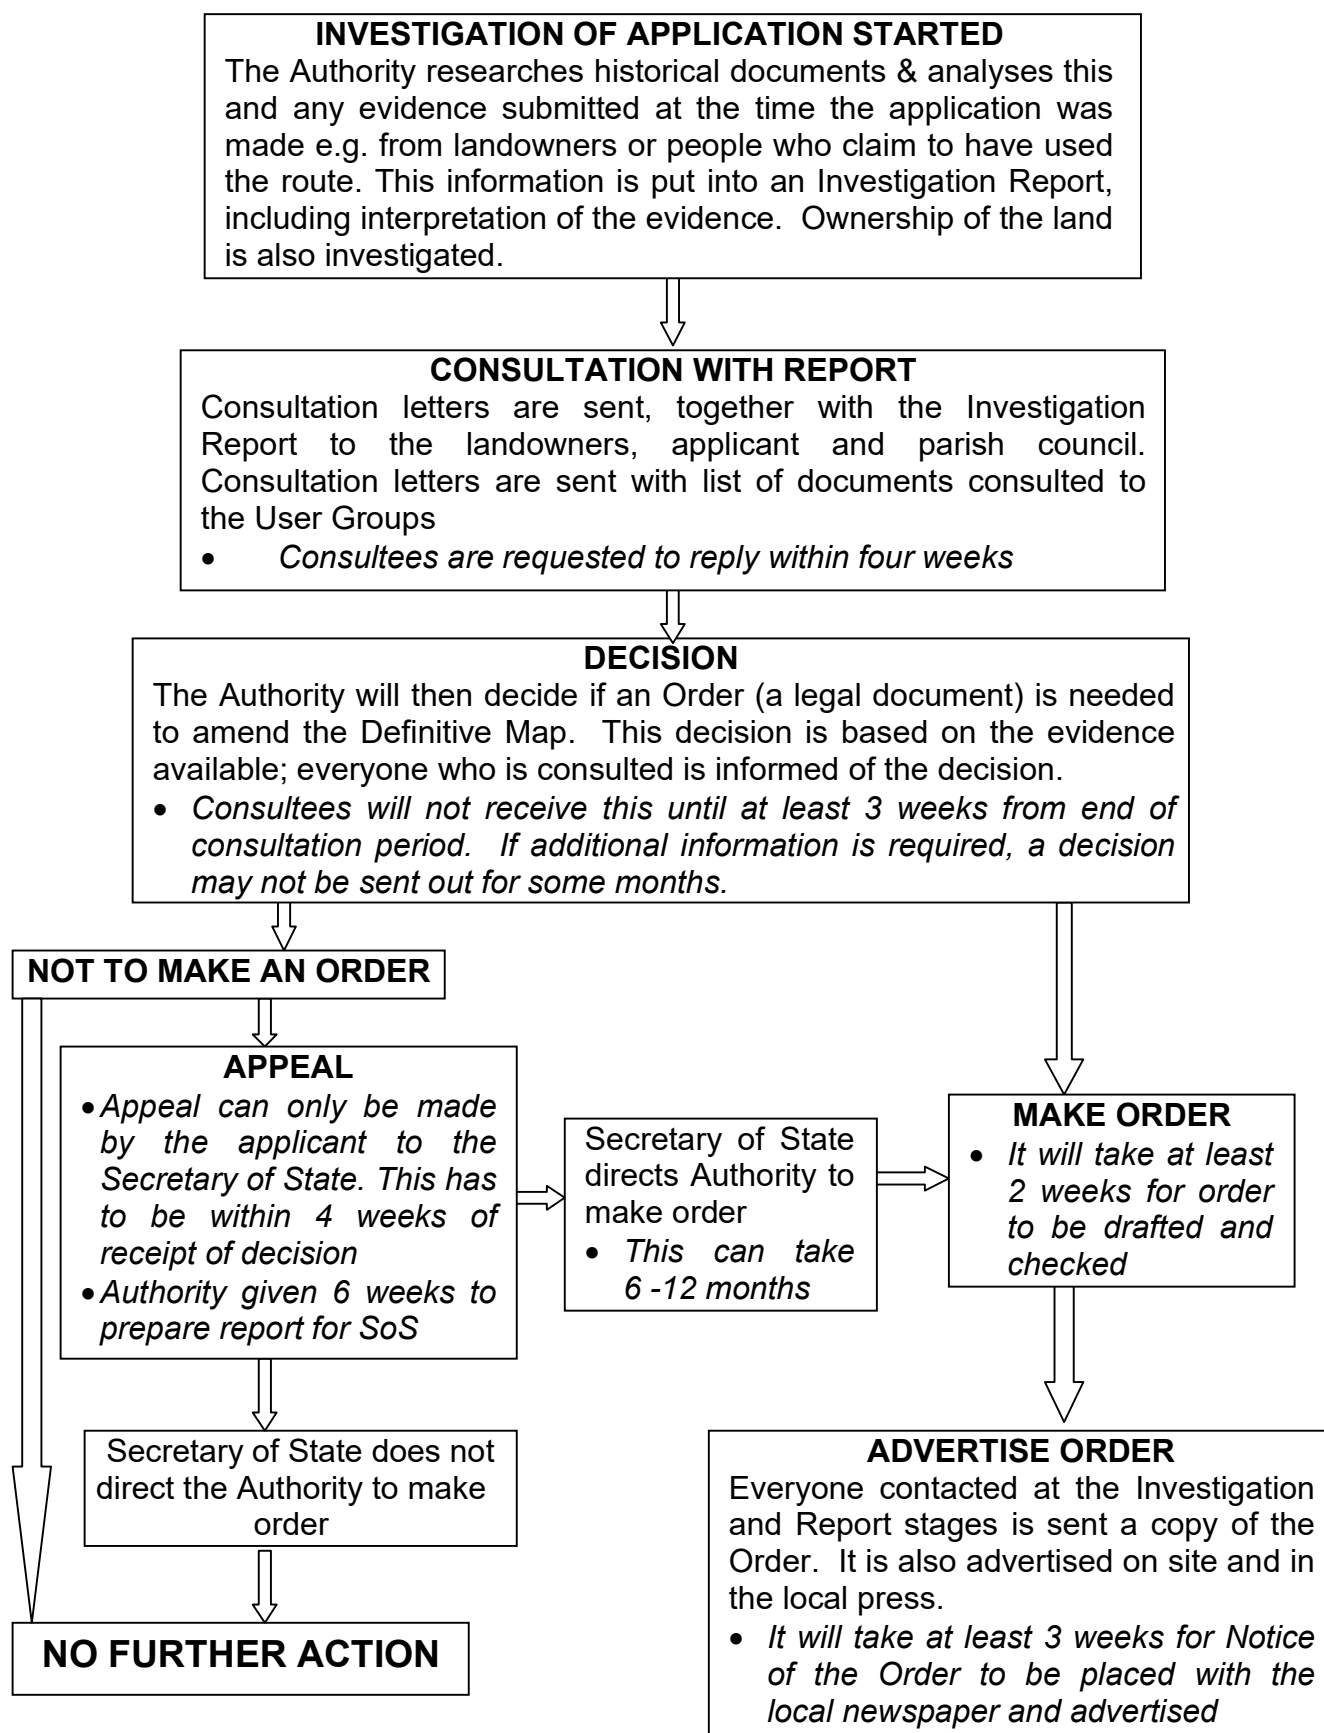 INVESTIGATION OF APPLICATION STARTED
The Authority researches historical documents & analyses this
and any evidence submitted at the time the application was
made e.g. from landowners or people who claim to have used
the route. This information is put into an Investigation Report,
including interpretation of the evidence. Ownership of the land
is also investigated.
CONSULTATION WITH REPORT
Consultation letters are sent, together with the Investigation
Report to the landowners, applicant and parish council.
Consultation letters are sent with list of documents consulted to
the User Groups
• Consultees are requested to reply within four weeks
DECISION
The Authority will then decide if an Order (a legal document) is needed
to amend the Definitive Map. This decision is based on the evidence
available; everyone who is consulted is informed of the decision.
• Consultees will not receive this until at least 3 weeks from end of
consultation period. If additional information is required, a decision
may not be sent out for some months.
NOT TO MAKE AN ORDER
APPEAL
• Appeal can only be made
by the applicant to the
Secretary of State. This has
to be within 4 weeks of
receipt of decision
• Authority given 6 weeks to
prepare report for SoS
Secretary of State
directs Authority to
make order
• This can take
6 -12 months
MAKE ORDER
• It will take at least
2 weeks for order
to be drafted and
checked
Secretary of State does not
direct the Authority to make
order
NO FURTHER ACTION
ADVERTISE ORDER
Everyone contacted at the Investigation
and Report stages is sent a copy of the
Order. It is also advertised on site and in
the local press.
• It will take at least 3 weeks for Notice
of the Order to be placed with the
local newspaper and advertised